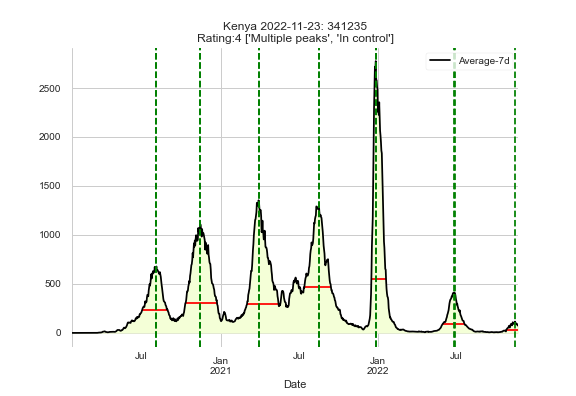 Kenya 2022-11-23: 341235
Rating:4 ['Multiple peaks', 'In control']
Average-7d
2500
2000
1500
1000
500
0
Jul
Jan
2021
Jul
Jan
2022
Jul
Date